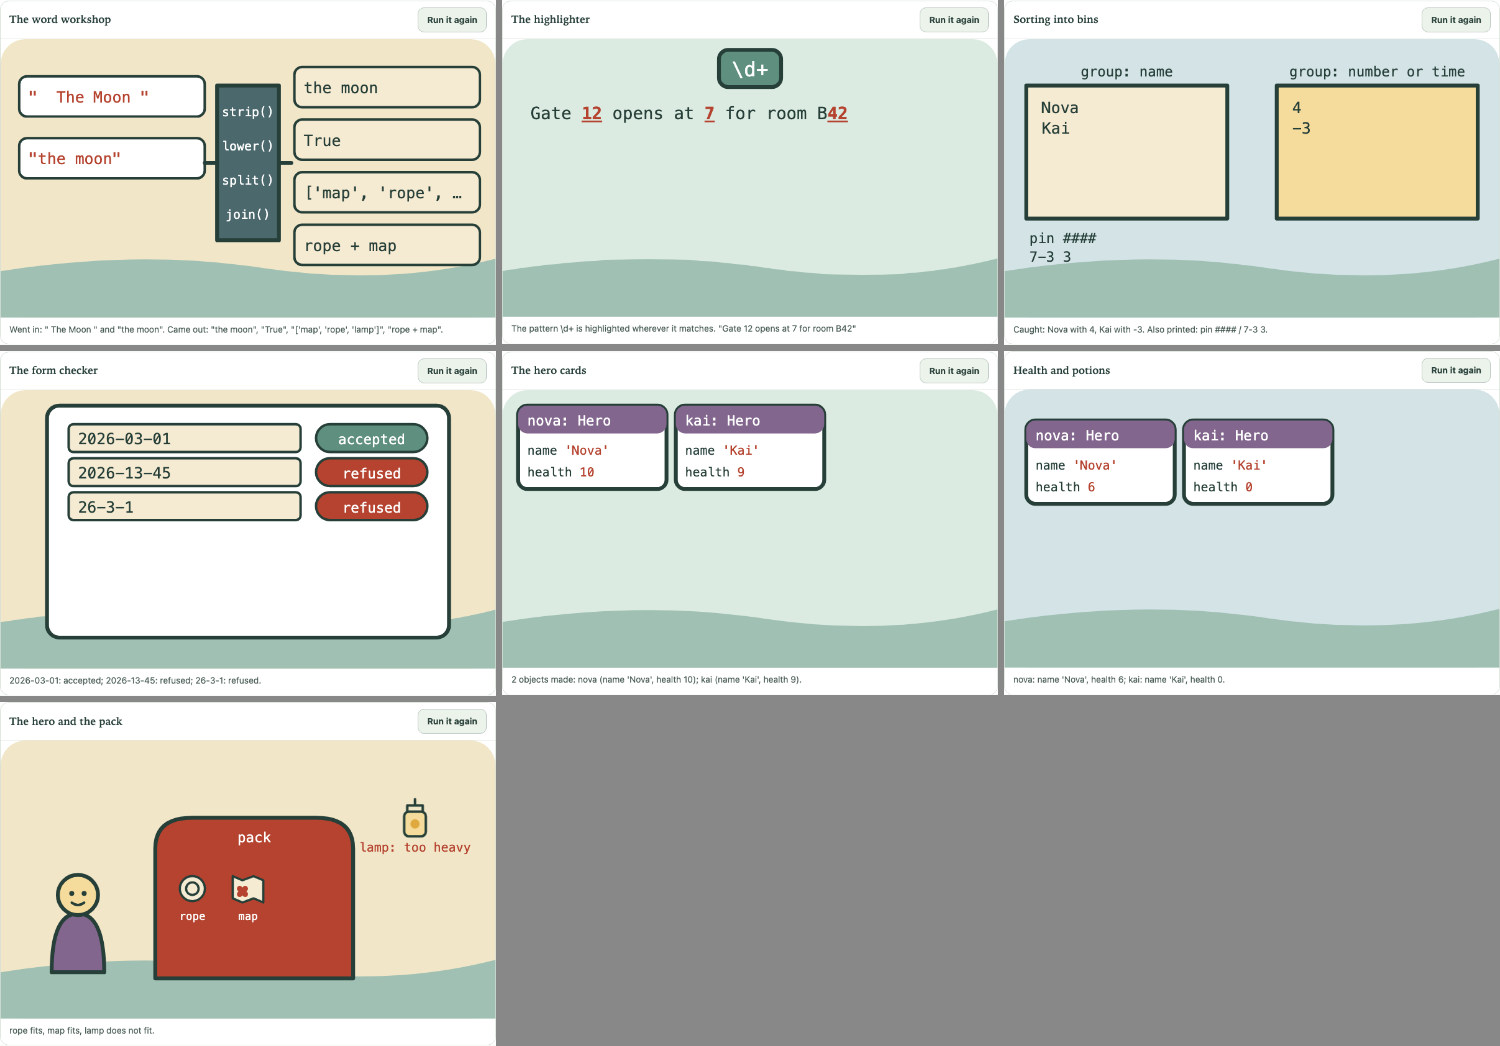 The word workshop
Run it again
"  The Moon "
"the moon"
strip()
lower()
split()
join()
the moon
True
['map', 'rope', …
rope + map
Went in: " The Moon " and "the moon". Came out: "the moon", "True", "['map', 'rope', 'lamp']", "rope + map".
The highlighter
Run it again
\d+
Gate 12 opens at 7 for room B42
The pattern \d+ is highlighted wherever it matches. "Gate 12 opens at 7 for room B42"
Sorting into bins
Run it again
group: name
Nova
Kai
group: number or time
4
−3
pin ####
7−3 3
Caught: Nova with 4, Kai with -3. Also printed: pin #### / 7-3 3.
The form checker
Run it again
2026−03−01 accepted
2026−13−45 refused
26−3−1 refused
2026-03-01: accepted; 2026-13-45: refused; 26-3-1: refused.
The hero cards
Run it again
nova: Hero
name 'Nova'
health 10
kai: Hero
name 'Kai'
health 9
2 objects made: nova (name 'Nova', health 10); kai (name 'Kai', health 9).
Health and potions
Run it again
nova: Hero
name 'Nova'
health 6
kai: Hero
name 'Kai'
health 0
nova: name 'Nova', health 6; kai: name 'Kai', health 0.
The hero and the pack
Run it again
pack
rope
map
lamp: too heavy
rope fits, map fits, lamp does not fit.